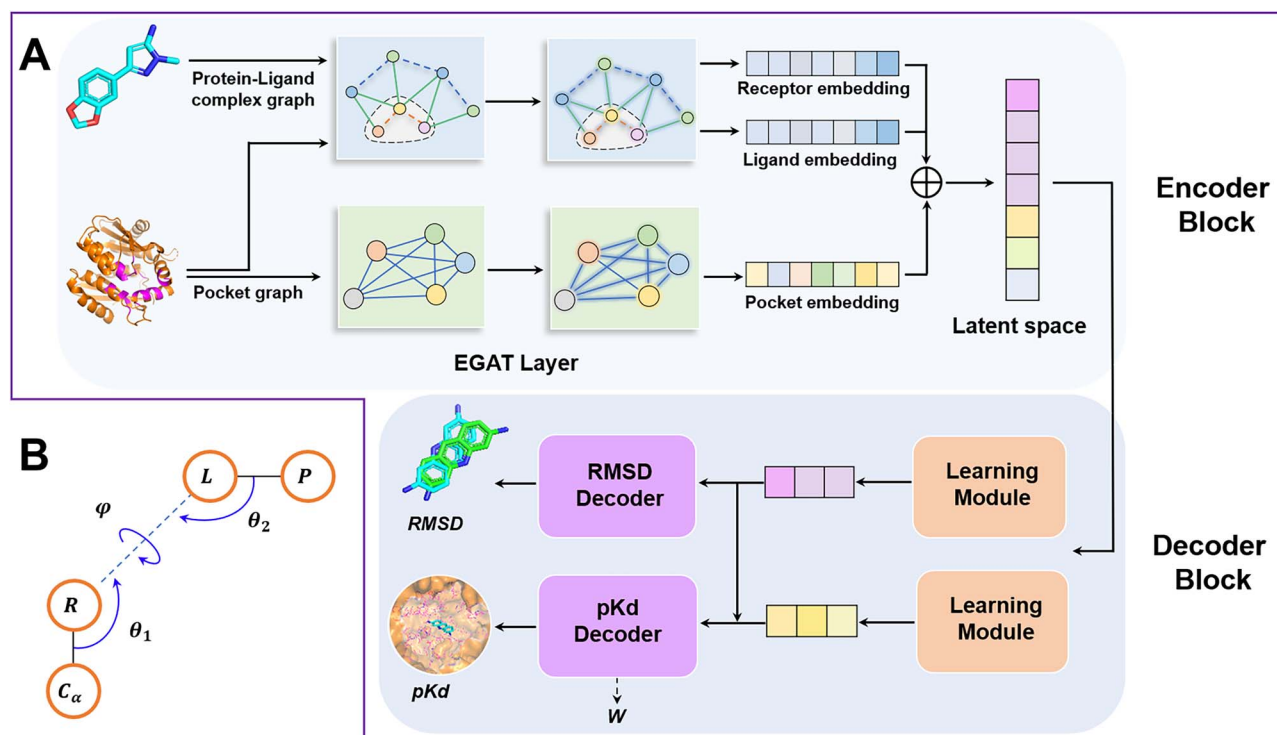 A
Protein-Ligand
complex graph
Pocket graph
Receptor embedding
Ligand embedding
Pocket embedding
EGAT Layer
Latent space
Encoder
Block
B
L
P
φ
θ₂
R
θ₁
Cα
RMSD
RMSD
Decoder
Learning
Module
pKd
pKd
Decoder
W
Learning
Module
Decoder
Block